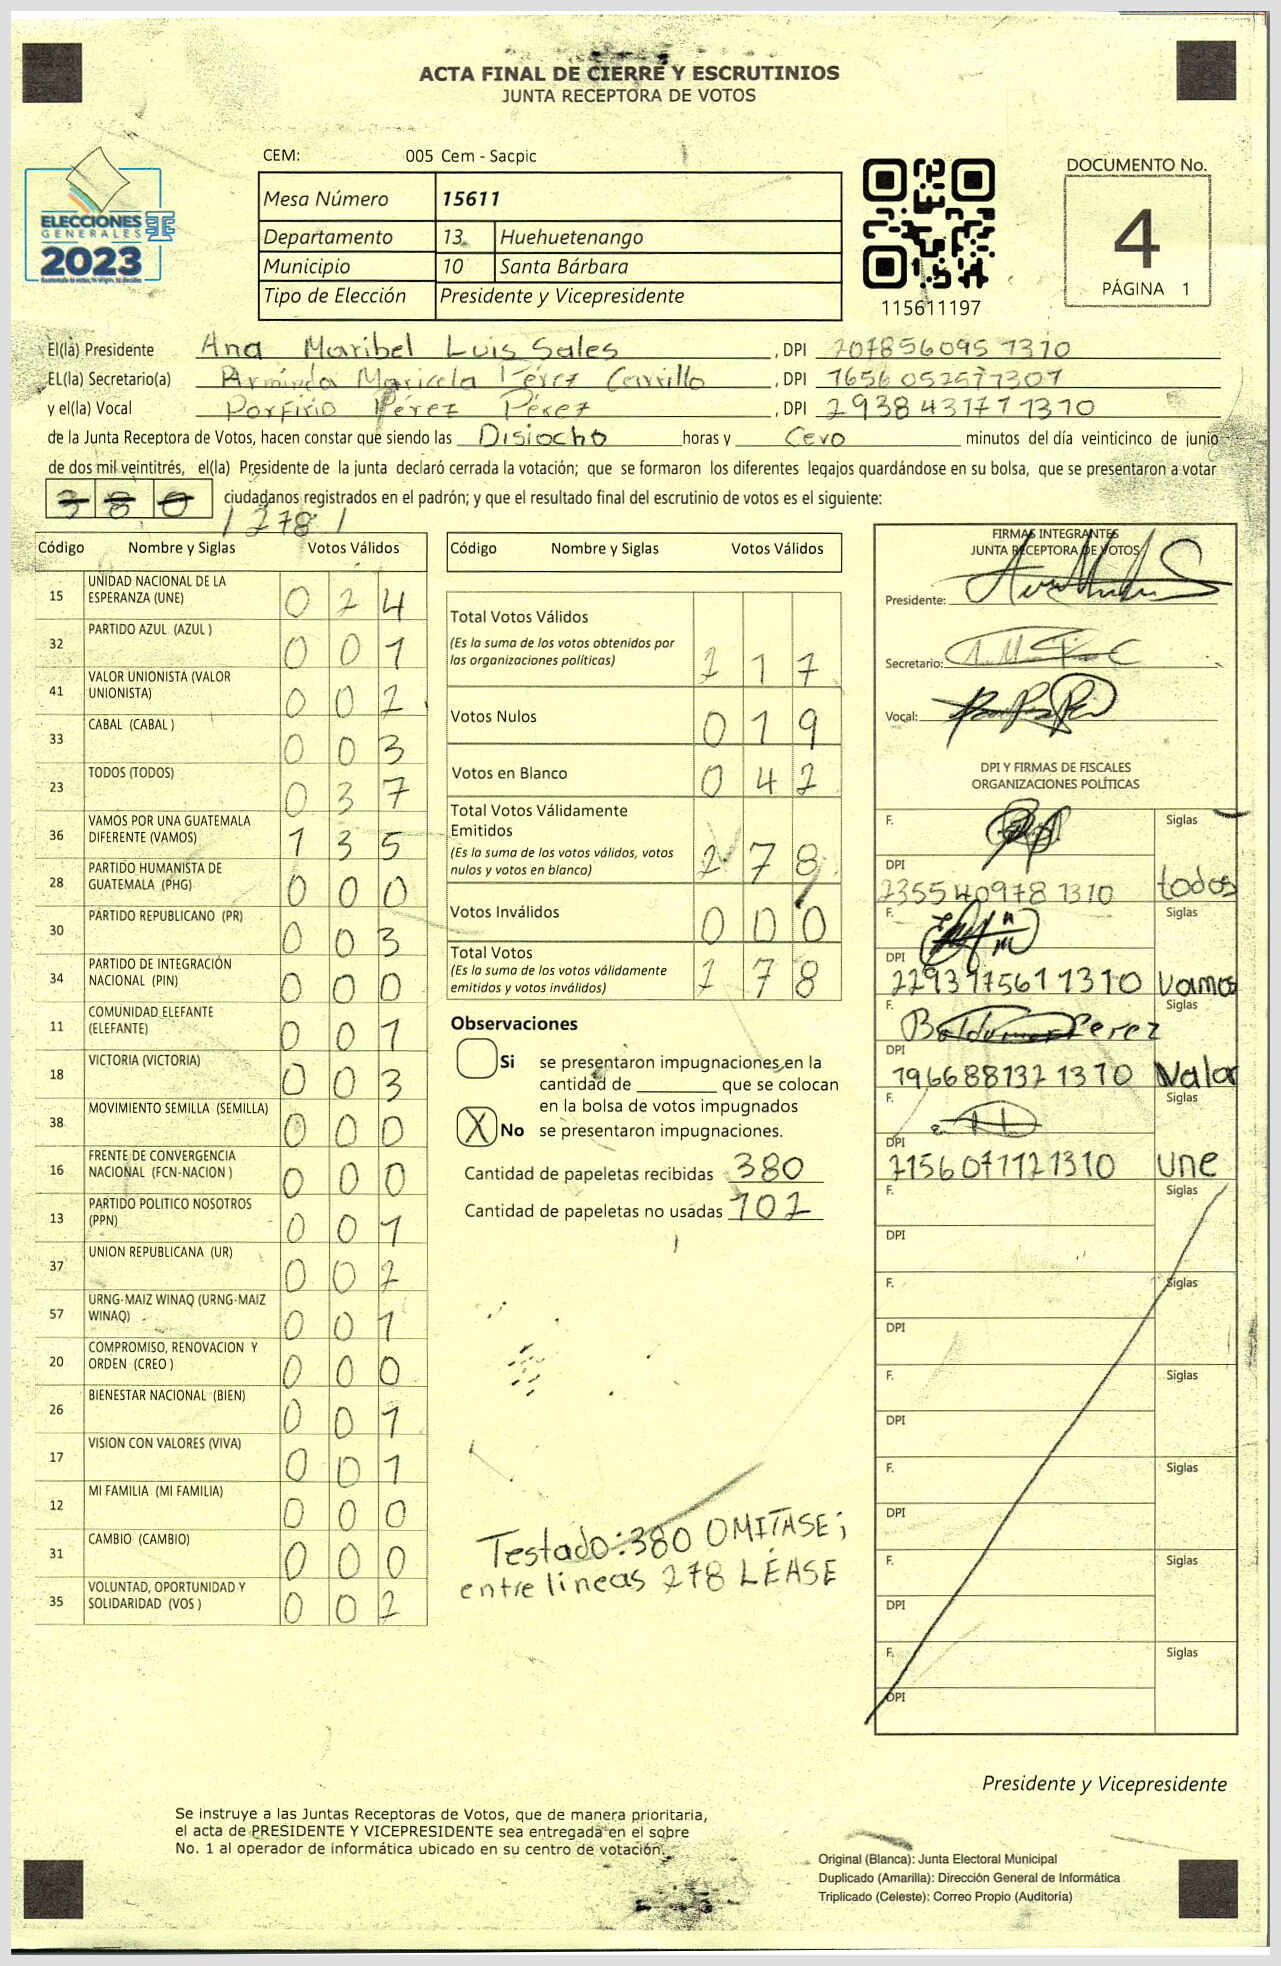 ACTA FINAL DE CIERRE Y ESCRUTINIOS
JUNTA RECEPTORA DE VOTOS
CEM: 005 Cem - Sacpic
Mesa Número 15611
Departamento 13 Huehuetenango
Municipio 10 Santa Bárbara
Tipo de Elección Presidente y Vicepresidente
ELECCIONES
GENERALES
2023
115611197
DOCUMENTO No.
4
PÁGINA 1
El(la) Presidente Ana Maribel Luis Sales , DPI 2078560951310
EL(la) Secretario(a) Arminda Maricela Pérez Carrillo , DPI
y el(la) Vocal Porfirio Pérez Pérez , DPI 2938431771310
de la Junta Receptora de Votos, hacen constar que siendo las Disiocho horas y Cero minutos del día veinticinco de junio
de dos mil veintitrés, el(la) Presidente de la junta declaró cerrada la votación; que se formaron los diferentes legajos guardándose en su bolsa, que se presentaron a votar
380 ciudadanos registrados en el padrón; y que el resultado final del escrutinio de votos es el siguiente:
/ 278 /
Código Nombre y Siglas Votos Válidos
15 UNIDAD NACIONAL DE LA ESPERANZA (UNE) 0 2 4
32 PARTIDO AZUL (AZUL ) 0 0 1
41 VALOR UNIONISTA (VALOR UNIONISTA) 0 0 2
33 CABAL (CABAL ) 0 0 3
23 TODOS (TODOS) 0 3 7
36 VAMOS POR UNA GUATEMALA DIFERENTE (VAMOS) 1 3 5
28 PARTIDO HUMANISTA DE GUATEMALA (PHG) 0 0 0
30 PARTIDO REPUBLICANO (PR) 0 0 3
34 PARTIDO DE INTEGRACIÓN NACIONAL (PIN) 0 0 0
11 COMUNIDAD ELEFANTE (ELEFANTE) 0 0 1
18 VICTORIA (VICTORIA) 0 0 3
38 MOVIMIENTO SEMILLA (SEMILLA) 0 0 0
16 FRENTE DE CONVERGENCIA NACIONAL (FCN-NACION ) 0 0 0
13 PARTIDO POLITICO NOSOTROS (PPN) 0 0 1
37 UNION REPUBLICANA (UR) 0 0 2
57 URNG-MAIZ WINAQ (URNG-MAIZ WINAQ) 0 0 1
20 COMPROMISO, RENOVACION Y ORDEN (CREO ) 0 0 0
26 BIENESTAR NACIONAL (BIEN) 0 0 1
17 VISION CON VALORES (VIVA) 0 0 1
12 MI FAMILIA (MI FAMILIA) 0 0 0
31 CAMBIO (CAMBIO) 0 0 0
35 VOLUNTAD, OPORTUNIDAD Y SOLIDARIDAD (VOS ) 0 0 2
Código Nombre y Siglas Votos Válidos
Total Votos Válidos
(Es la suma de los votos obtenidos por
las organizaciones políticas) 2 1 7
Votos Nulos 0 1 9
Votos en Blanco 0 4 2
Total Votos Válidamente
Emitidos
(Es la suma de los votos válidos, votos
nulos y votos en blanco) 2 7 8
Votos Inválidos 0 0 0
Total Votos
(Es la suma de los votos válidamente
emitidos y votos inválidos) 2 7 8
Observaciones
Si se presentaron impugnaciones en la
cantidad de ________ que se colocan
en la bolsa de votos impugnados
X No se presentaron impugnaciones.
Cantidad de papeletas recibidas 380
Cantidad de papeletas no usadas 102
Testado: 380 OMÍTASE;
entre lineas 278 LÉASE
FIRMAS INTEGRANTES
JUNTA RECEPTORA DE VOTOS
Presidente:
Secretario:
Vocal:
DPI Y FIRMAS DE FISCALES
ORGANIZACIONES POLÍTICAS
F. Siglas
DPI
2355409781310 todos
F. Siglas
DPI
2293975611310 vamos
F. Siglas
Perez
DPI
1966881321310 Valor
F. Siglas
DPI
2156071121310 une
F. Siglas
DPI
F. Siglas
DPI
F. Siglas
DPI
F. Siglas
DPI
F. Siglas
DPI
F. Siglas
DPI
Presidente y Vicepresidente
Se instruye a las Juntas Receptoras de Votos, que de manera prioritaria,
el acta de PRESIDENTE Y VICEPRESIDENTE sea entregada en el sobre
No. 1 al operador de informática ubicado en su centro de votación.
Original (Blanca): Junta Electoral Municipal
Duplicado (Amarilla): Dirección General de Informática
Triplicado (Celeste): Correo Propio (Auditoría)